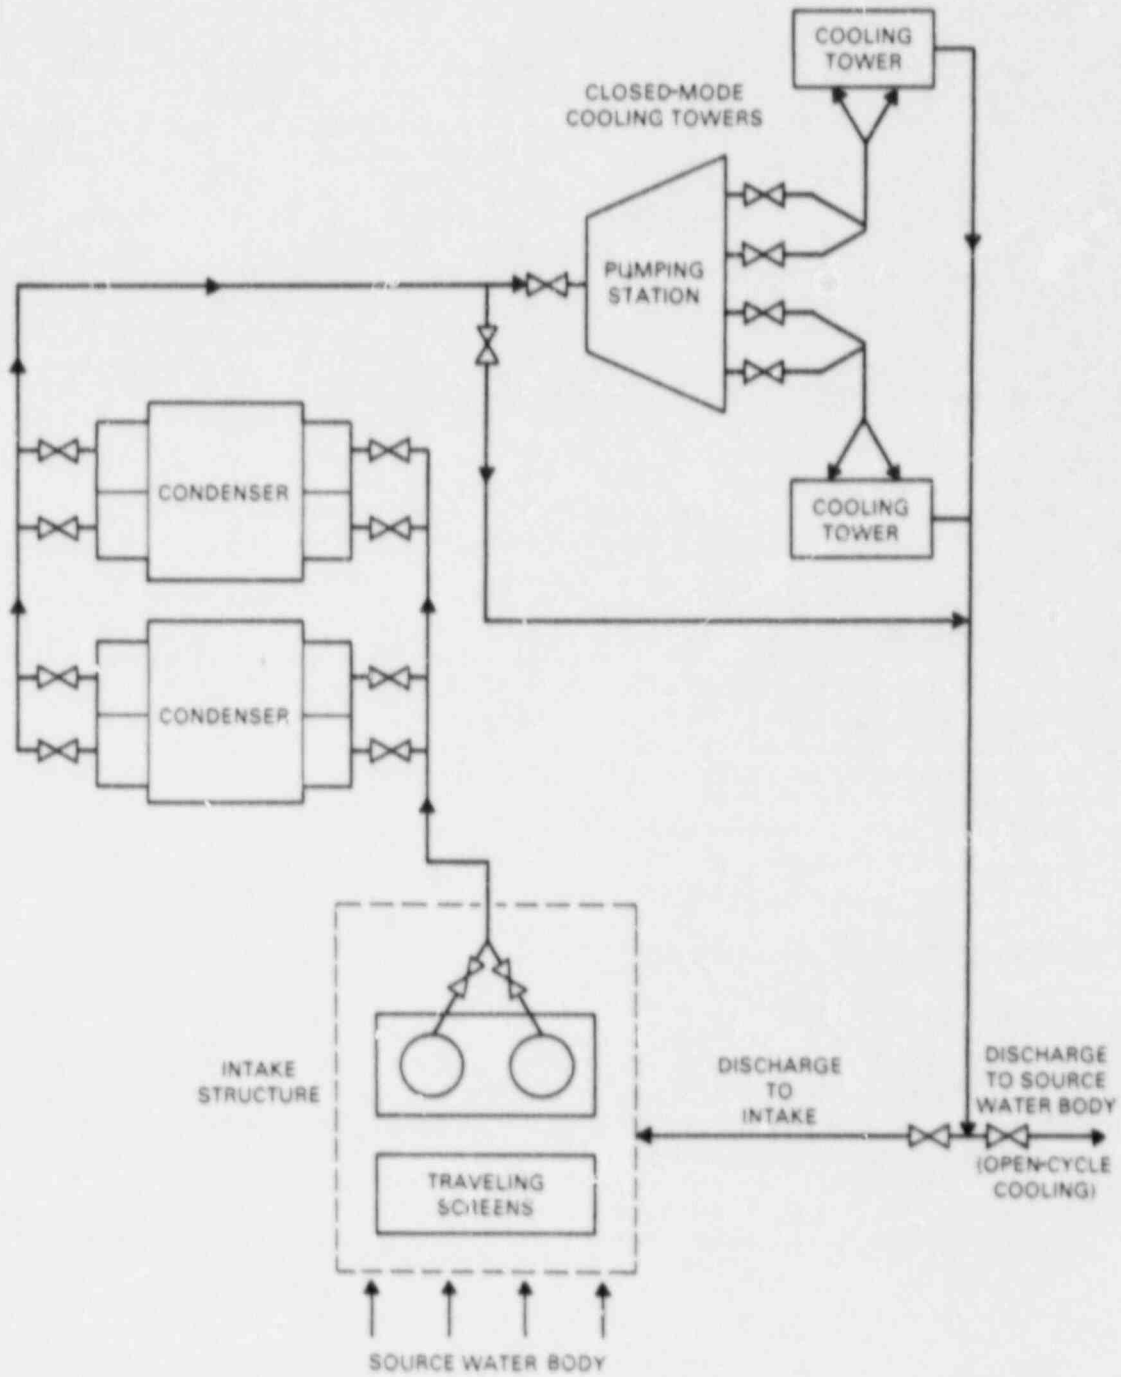 COOLING
TOWER
CLOSED-MODE
COOLING TOWERS
PUMPING
STATION
CONDENSER
COOLING
TOWER
CONDENSER
INTAKE
STRUCTURE
DISCHARGE
TO
INTAKE
DISCHARGE
TO SOURCE
WATER BODY
(OPEN-CYCLE
COOLING)
TRAVELING
SCREENS
SOURCE WATER BODY